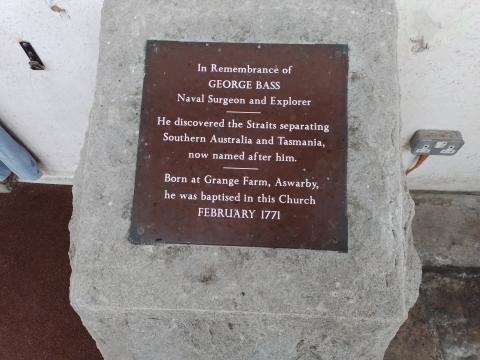 In Remembrance of
GEORGE BASS
Naval Surgeon and Explorer
He discovered the Straits separating
Southern Australia and Tasmania,
now named after him.
Born at Grange Farm, Aswarby,
he was baptised in this Church
FEBRUARY 1771